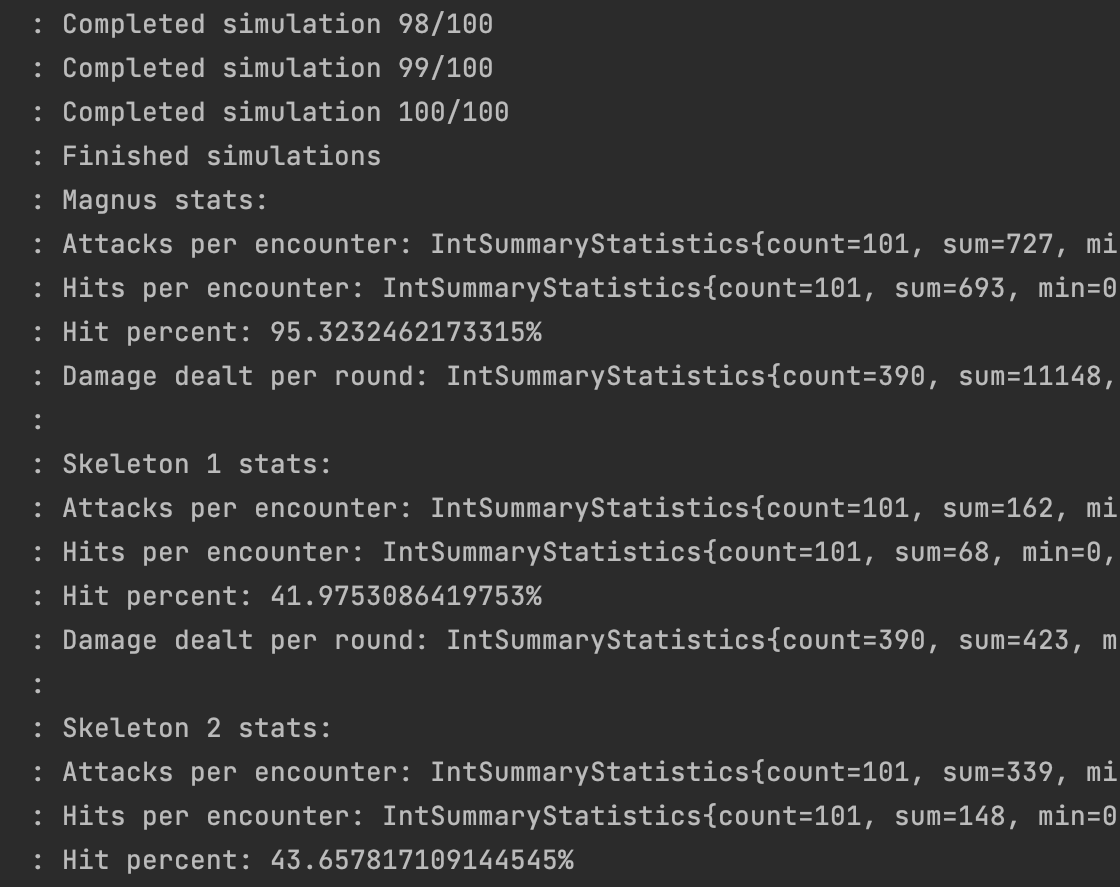 : Completed simulation 98/100
: Completed simulation 99/100
: Completed simulation 100/100
: Finished simulations
: Magnus stats:
: Attacks per encounter: IntSummaryStatistics{count=101, sum=727, mi
: Hits per encounter: IntSummaryStatistics{count=101, sum=693, min=0
: Hit percent: 95.3232462173315%
: Damage dealt per round: IntSummaryStatistics{count=390, sum=11148,
:
: Skeleton 1 stats:
: Attacks per encounter: IntSummaryStatistics{count=101, sum=162, mi
: Hits per encounter: IntSummaryStatistics{count=101, sum=68, min=0,
: Hit percent: 41.9753086419753%
: Damage dealt per round: IntSummaryStatistics{count=390, sum=423, m
:
: Skeleton 2 stats:
: Attacks per encounter: IntSummaryStatistics{count=101, sum=339, mi
: Hits per encounter: IntSummaryStatistics{count=101, sum=148, min=0
: Hit percent: 43.657817109144545%